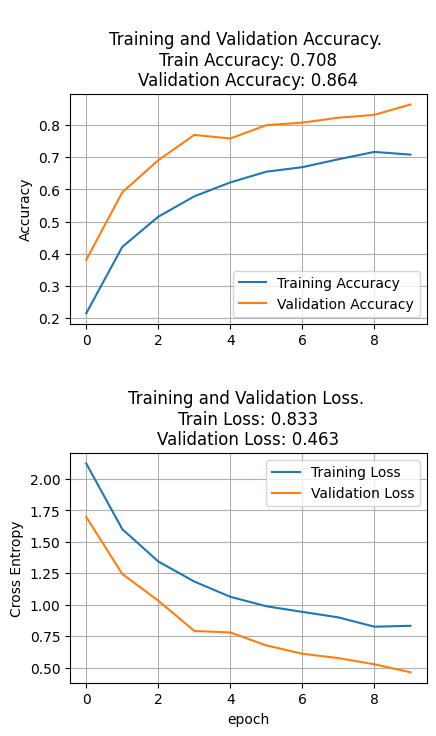 Training and Validation Accuracy.
Train Accuracy: 0.708
Validation Accuracy: 0.864
Accuracy
0.8
0.7
0.6
0.5
0.4
0.3
0.2
Training Accuracy
Validation Accuracy
0 2 4 6 8
Training and Validation Loss.
Train Loss: 0.833
Validation Loss: 0.463
Cross Entropy
2.00
1.75
1.50
1.25
1.00
0.75
0.50
Training Loss
Validation Loss
0 2 4 6 8
epoch